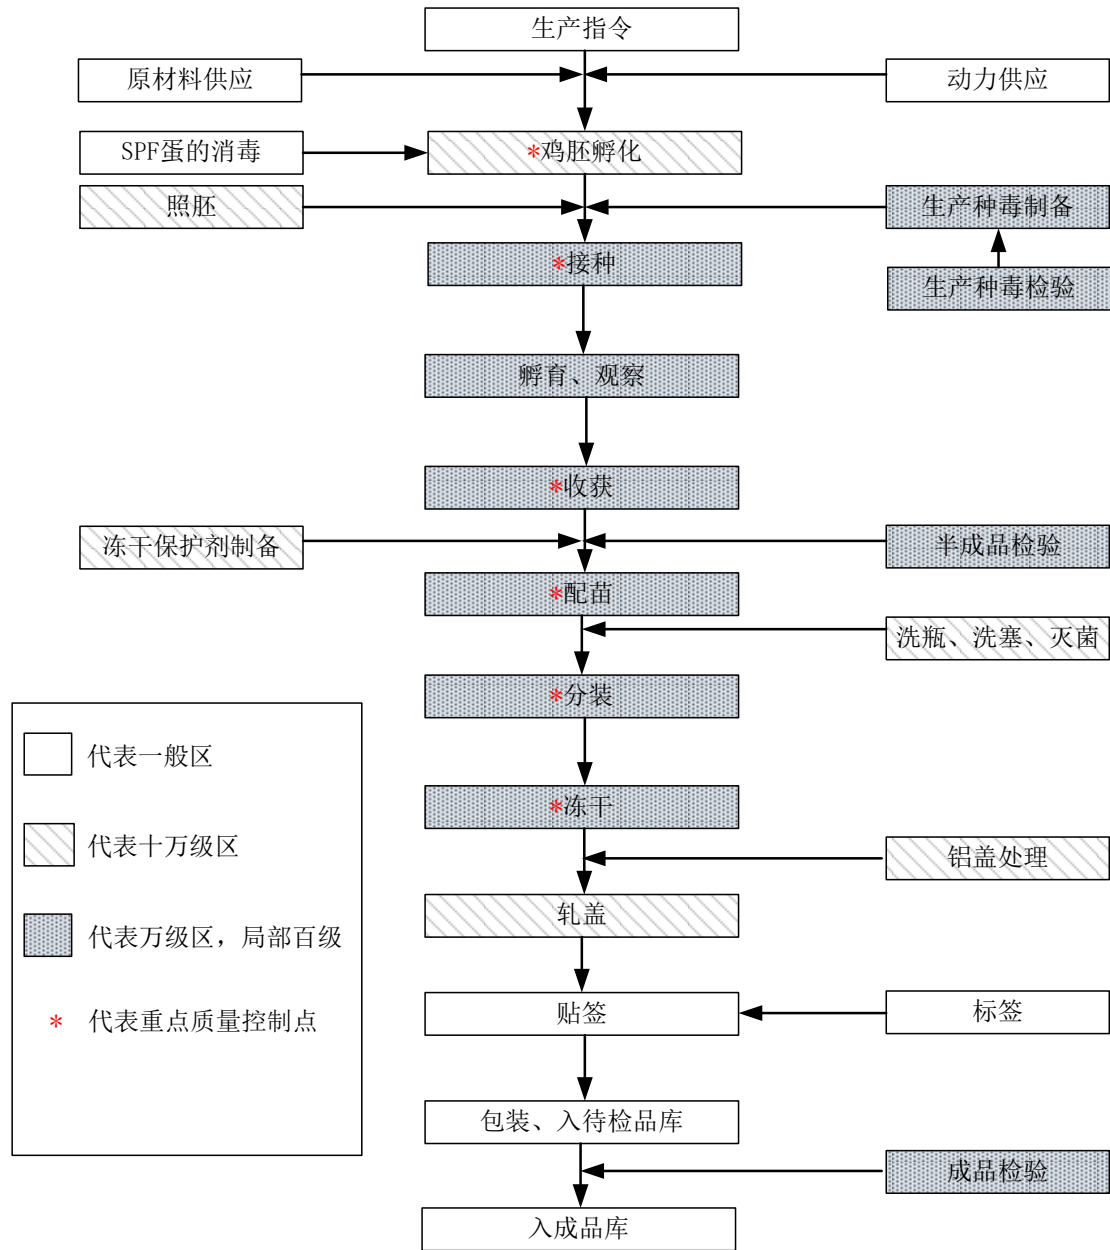 生产指令
原材料供应
动力供应
SPF蛋的消毒
*鸡胚孵化
照胚
生产种毒制备
*接种
生产种毒检验
孵育、观察
*收获
冻干保护剂制备
半成品检验
*配苗
洗瓶、洗塞、灭菌
*分装
*冻干
铝盖处理
轧盖
贴签
标签
包装、入待检品库
成品检验
入成品库
代表一般区
代表十万级区
代表万级区，局部百级
* 代表重点质量控制点